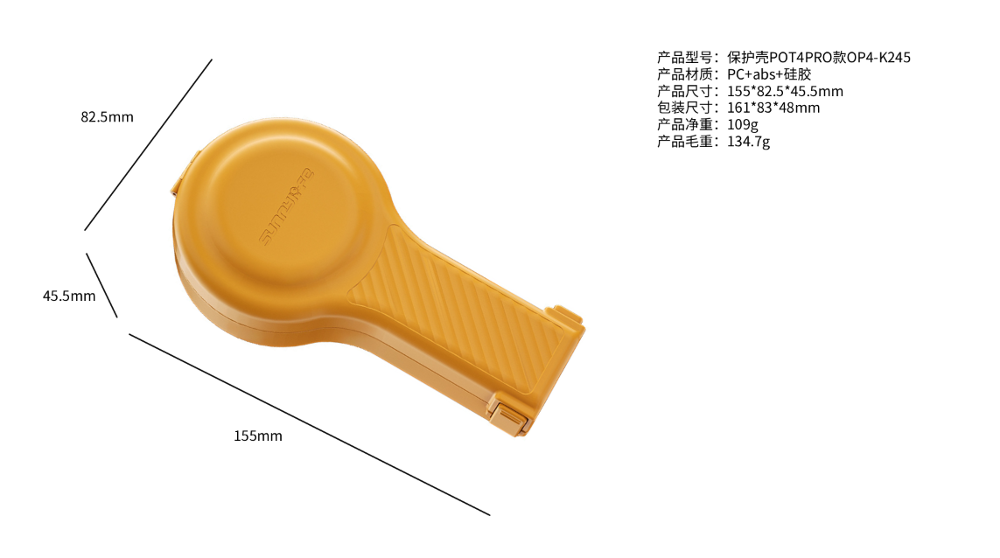 82.5mm
45.5mm
155mm
SUNNYLIFE
产品型号：保护壳POT4PRO款OP4-K245
产品材质：PC+abs+硅胶
产品尺寸：155*82.5*45.5mm
包装尺寸：161*83*48mm
产品净重：109g
产品毛重：134.7g